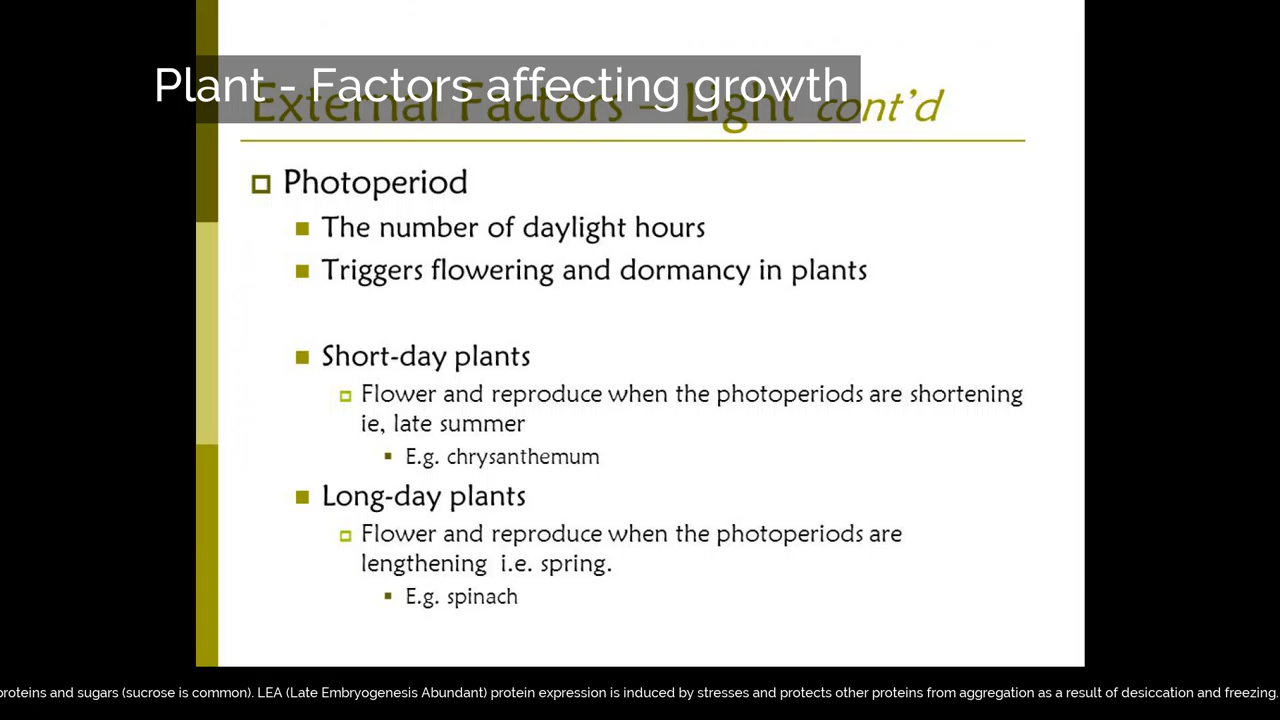 Plant - Factors affecting growth
External Factors – Light cont'd
Photoperiod
The number of daylight hours
Triggers flowering and dormancy in plants
Short-day plants
Flower and reproduce when the photoperiods are shortening
ie, late summer
E.g. chrysanthemum
Long-day plants
Flower and reproduce when the photoperiods are
lengthening i.e. spring.
E.g. spinach
proteins and sugars (sucrose is common). LEA (Late Embryogenesis Abundant) protein expression is induced by stresses and protects other proteins from aggregation as a result of desiccation and freezing.